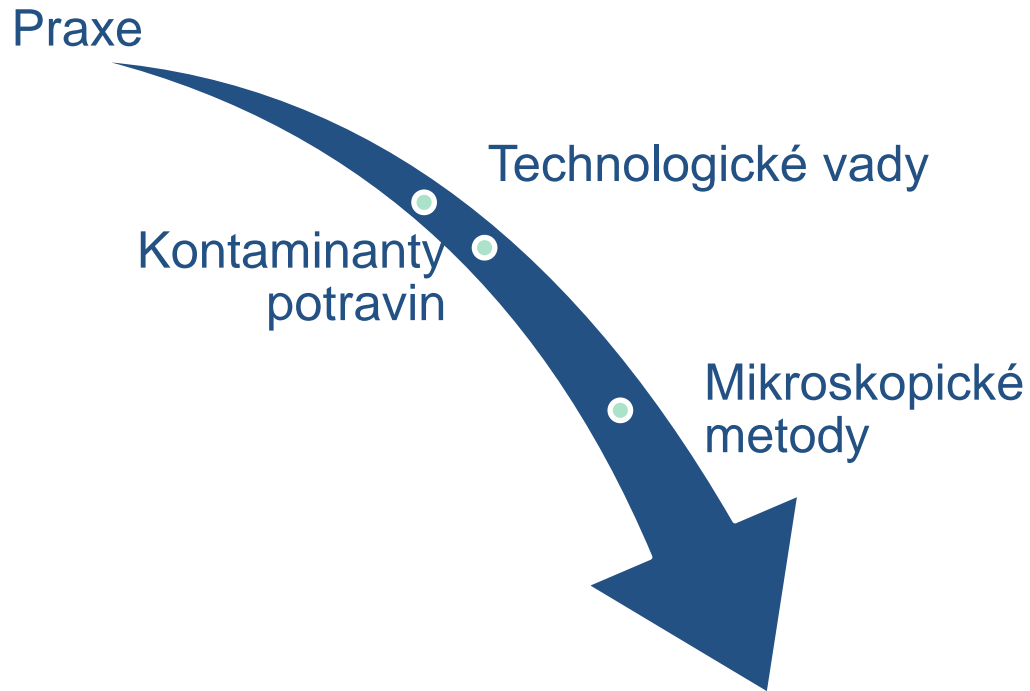 Praxe
Technologické vady
Kontaminanty
potravin
Mikroskopické
metody